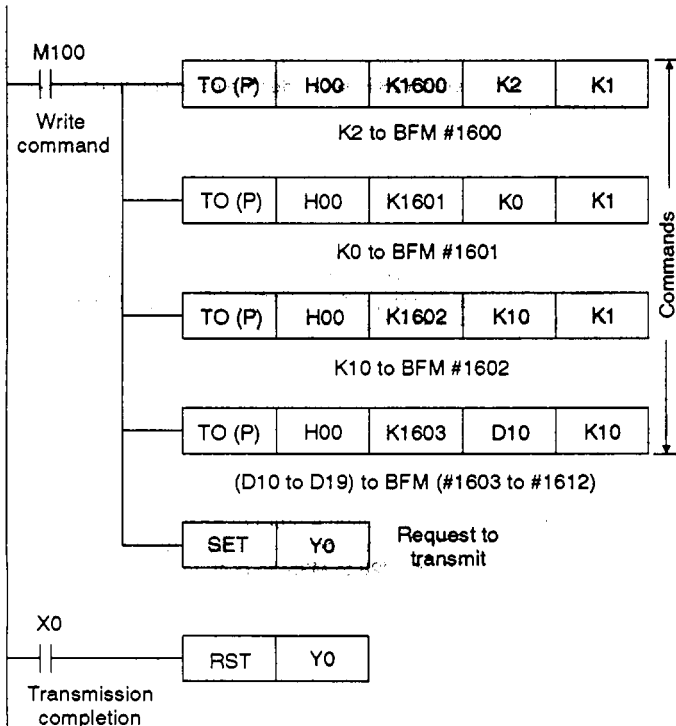 M100
TO (P) H00 K1600 K2 K1
Write
command
K2 to BFM #1600
TO (P) H00 K1601 K0 K1
K0 to BFM #1601
Commands
TO (P) H00 K1602 K10 K1
K10 to BFM #1602
TO (P) H00 K1603 D10 K10
(D10 to D19) to BFM (#1603 to #1612)
SET Y0
Request to
transmit
X0
RST Y0
Transmission
completion